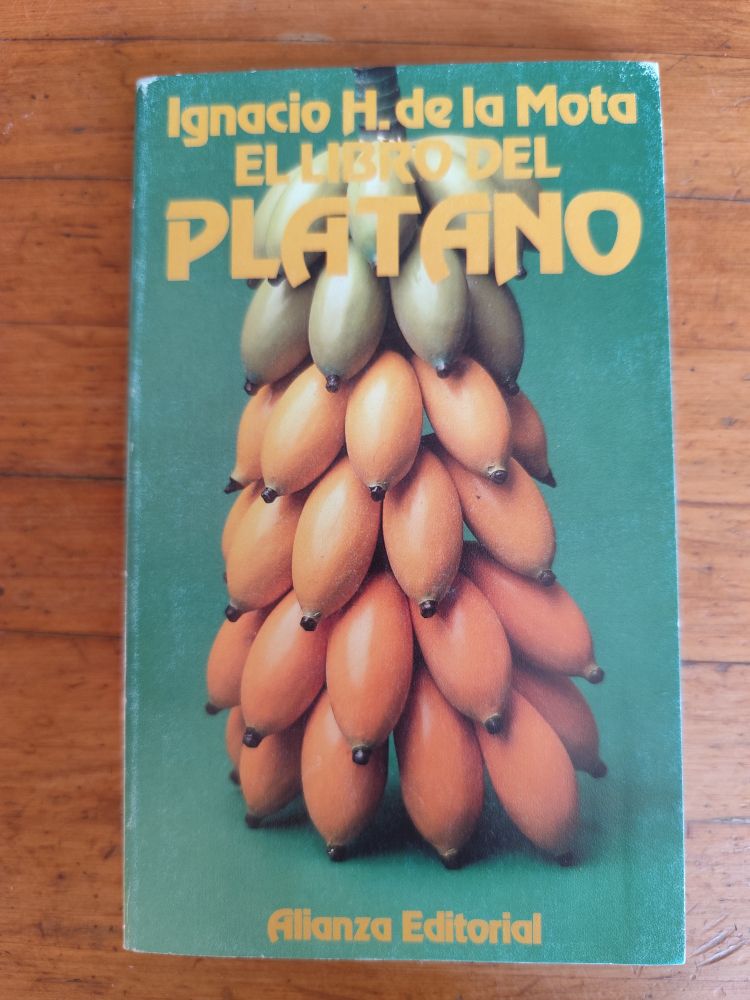 Ignacio H. de la Mota
EL LIBRO DEL
PLATANO
Alianza Editorial